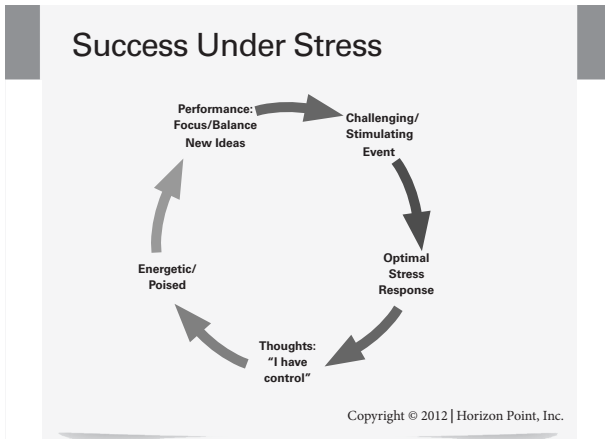 Success Under Stress
Performance:
Focus/Balance
New Ideas
Challenging/
Stimulating
Event
Optimal
Stress
Response
Thoughts:
“I have
control”
Energetic/
Poised
Copyright © 2012 | Horizon Point, Inc.